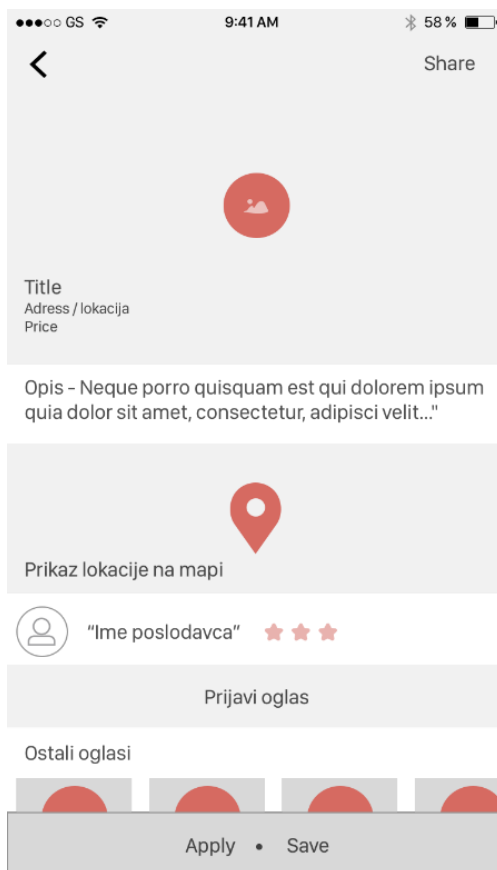 GS 9:41 AM 58 %
Share
Title
Adress / lokacija
Price
Opis - Neque porro quisquam est qui dolorem ipsum
quia dolor sit amet, consectetur, adipisci velit..."
Prikaz lokacije na mapi
“Ime poslodavca”
Prijavi oglas
Ostali oglasi
Apply • Save